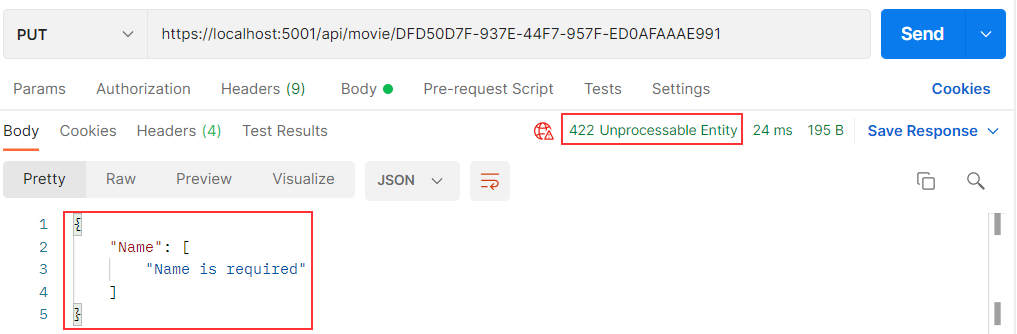 PUT https://localhost:5001/api/movie/DFD50D7F-937E-44F7-957F-ED0AFAAAE991 Send
Params Authorization Headers (9) Body Pre-request Script Tests Settings Cookies
Body Cookies Headers (4) Test Results 422 Unprocessable Entity 24 ms 195 B Save Response
Pretty Raw Preview Visualize JSON
1 {
2 "Name": [
3 "Name is required"
4 ]
5 }